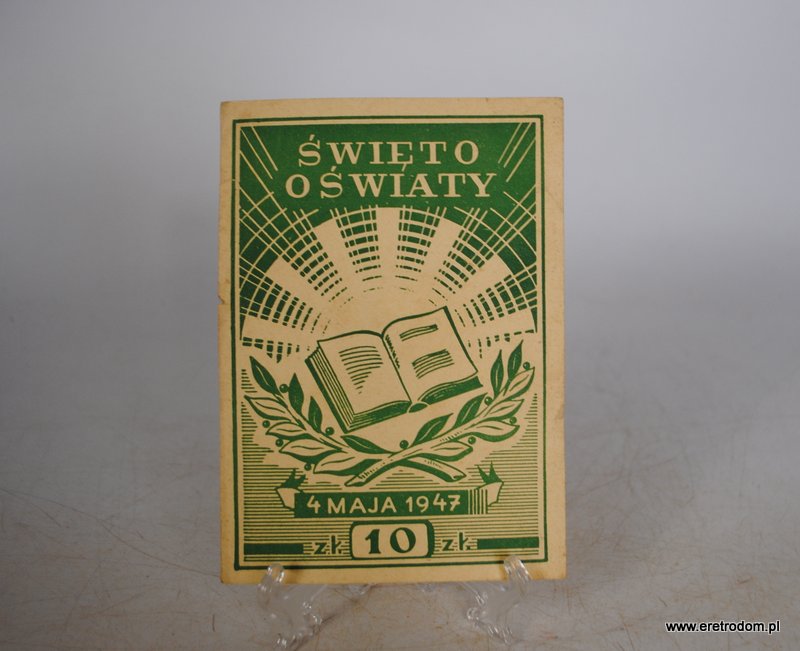 ŚWIĘTO
OŚWIATY
4 MAJA 1947
zł. 10 zł.
www.eretrodom.pl